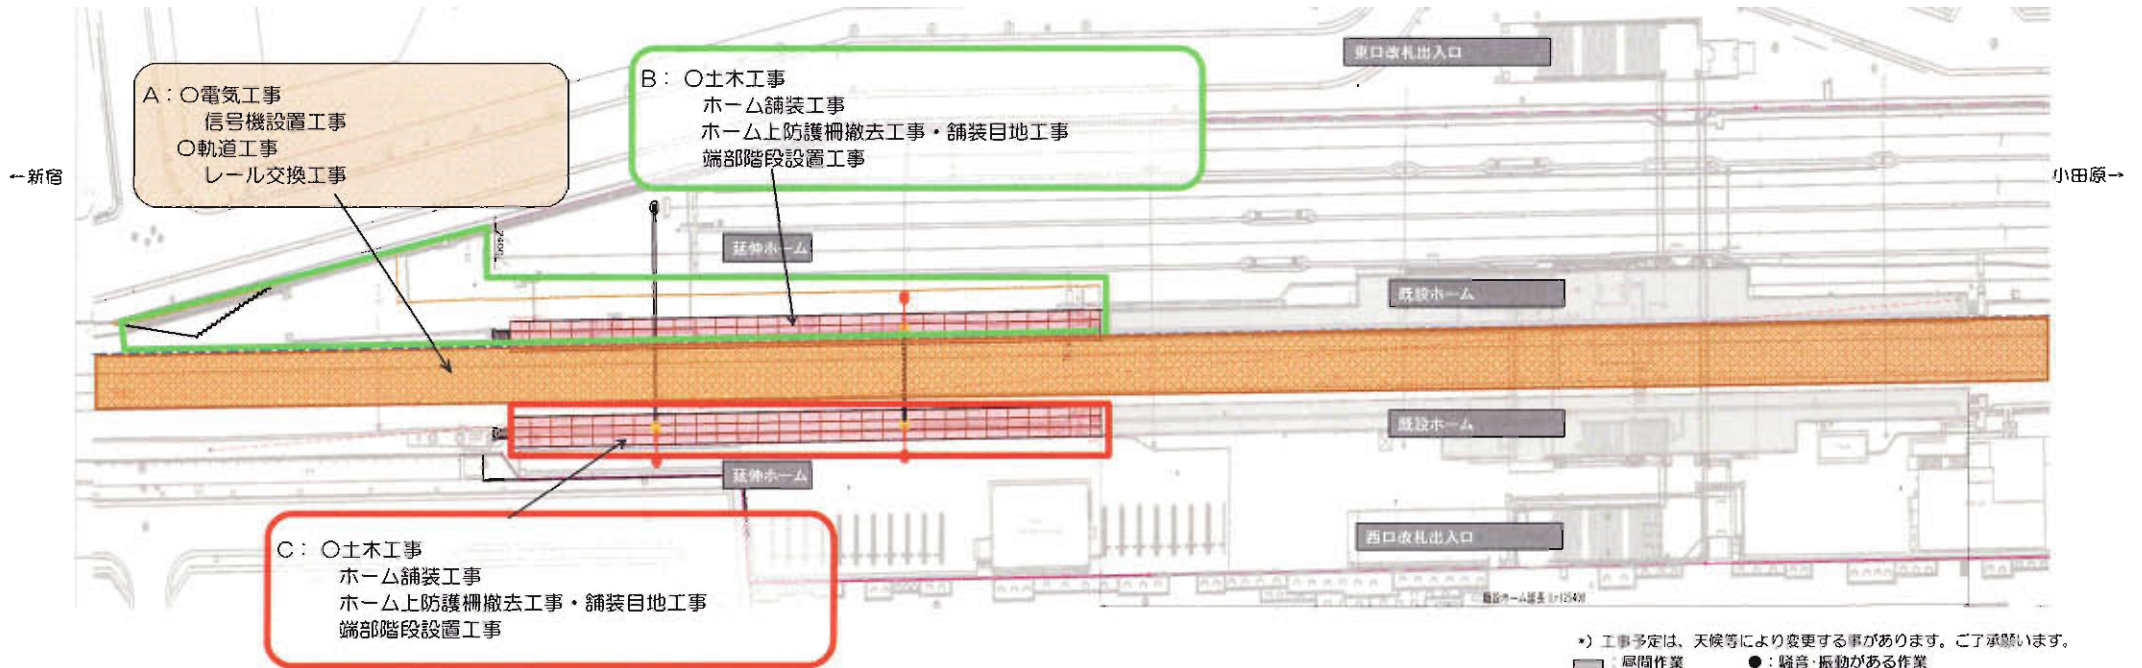 東口改札出入口
A：○電気工事
信号機設置工事
○軌道工事
レール交換工事
B：○土木工事
ホーム舗装工事
ホーム上防護柵撤去工事・舗装目地工事
端部階段設置工事
←新宿
小田原→
延伸ホーム
既設ホーム
既設ホーム
延伸ホーム
西口改札出入口
C：○土木工事
ホーム舗装工事
ホーム上防護柵撤去工事・舗装目地工事
端部階段設置工事
*）工事予定は、天候等により変更する事があります。ご了承願います。
：昼間作業　●：騒音・振動がある作業